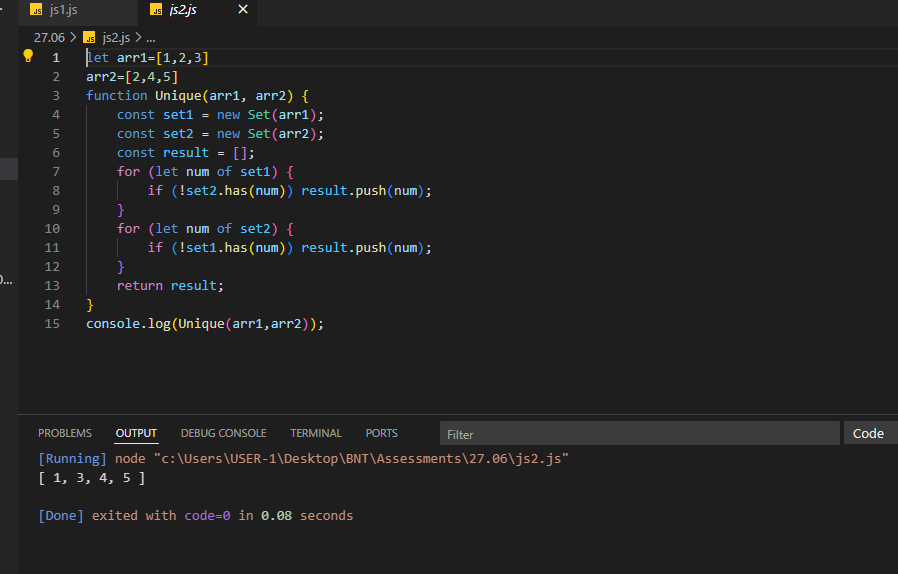 JS js1.js JS js2.js ×
27.06 > JS js2.js > ...
1 let arr1=[1,2,3]
2 arr2=[2,4,5]
3 function Unique(arr1, arr2) {
4     const set1 = new Set(arr1);
5     const set2 = new Set(arr2);
6     const result = [];
7     for (let num of set1) {
8         if (!set2.has(num)) result.push(num);
9     }
10     for (let num of set2) {
11         if (!set1.has(num)) result.push(num);
12     }
13     return result;
14 }
15 console.log(Unique(arr1,arr2));
PROBLEMS OUTPUT DEBUG CONSOLE TERMINAL PORTS Filter Code
[Running] node "c:\Users\USER-1\Desktop\BNT\Assessments\27.06\js2.js"
[ 1, 3, 4, 5 ]
[Done] exited with code=0 in 0.08 seconds